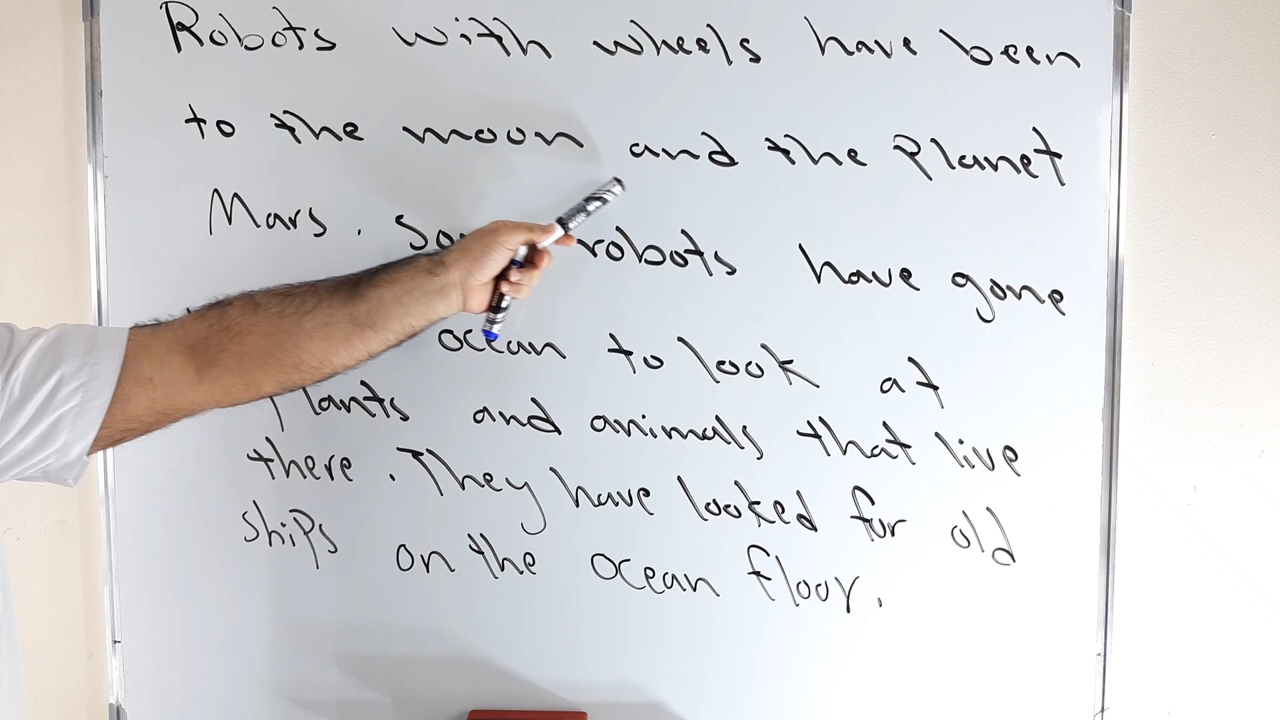 Robots with wheels have been
to the moon and the Planet
Mars. robots have gone
ocean to look at
plants and animals that live
there. They have looked for old
ships on the ocean floor.